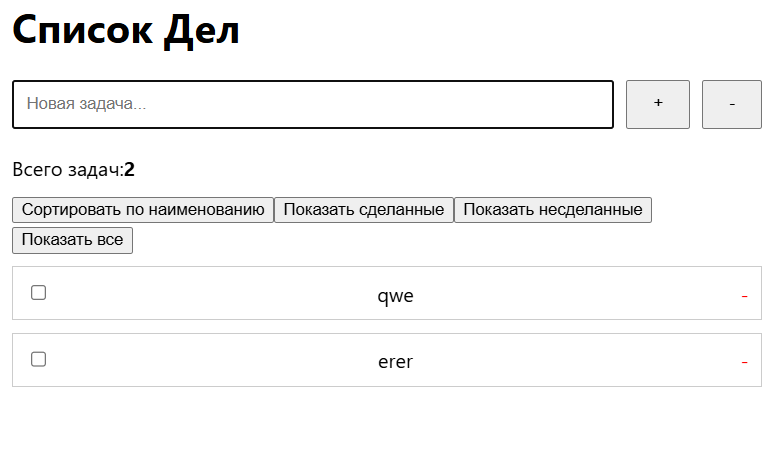 Список Дел
Новая задача... + -
Всего задач:2
Сортировать по наименованию Показать сделанные Показать несделанные
Показать все
qwe -
erer -